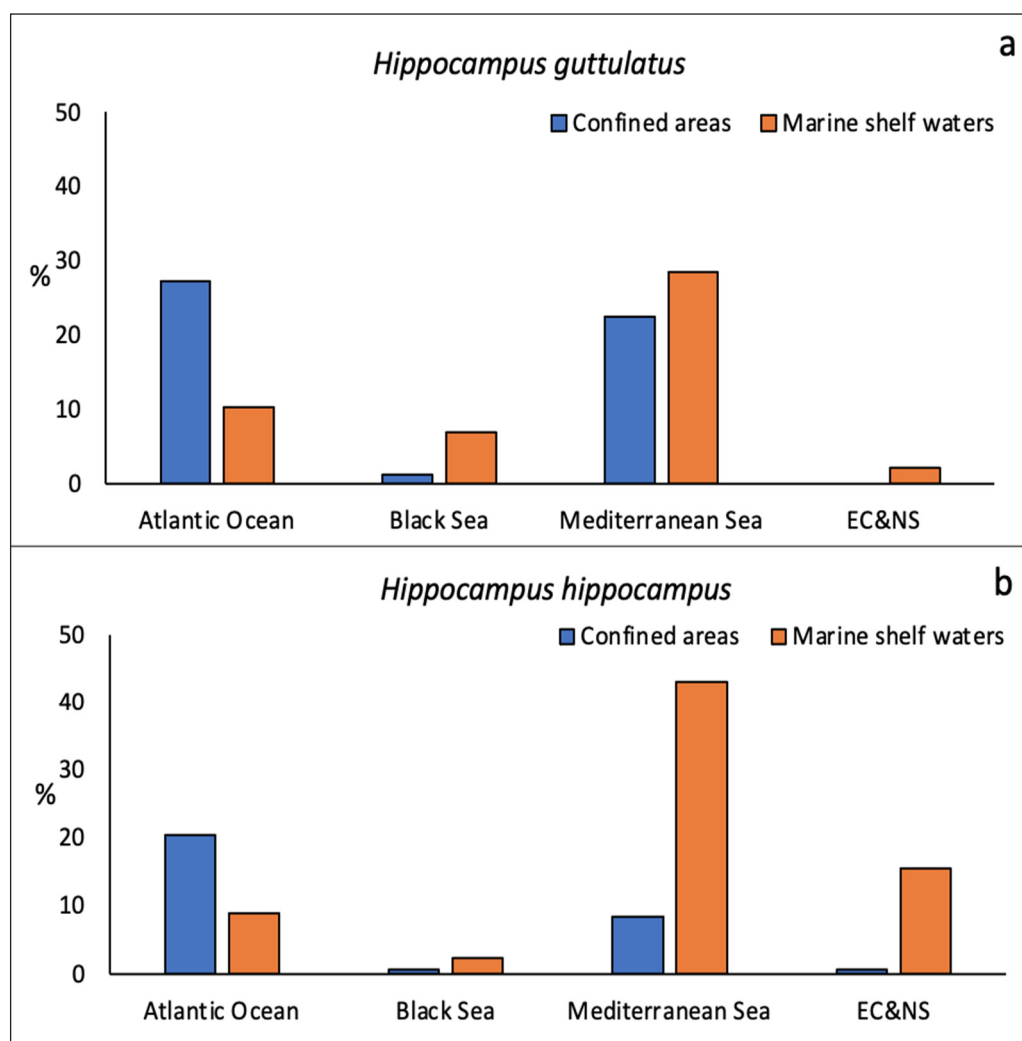 a
Hippocampus guttulatus
Confined areas Marine shelf waters
50
40
30
20
10
0
%
Atlantic Ocean Black Sea Mediterranean Sea EC&NS
b
Hippocampus hippocampus
Confined areas Marine shelf waters
50
40
30
20
10
0
%
Atlantic Ocean Black Sea Mediterranean Sea EC&NS